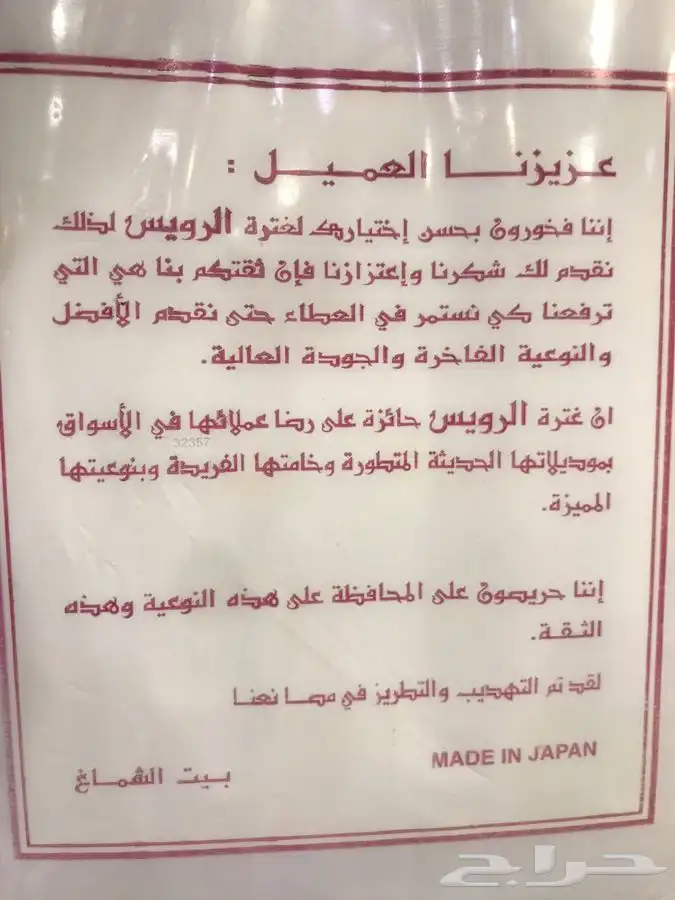 عزيزنا العميل :
إننا فخورون بحسن إختيارك لغترة الرويس لذلك
نقدم لك شكرنا وإعتزازنا فإن ثقتكم بنا هي التي
ترفعنا كي نستمر في العطاء حتى نقدم الأفضل
والنوعية الفاخرة والجودة العالية.
ان غترة الرويس حائزة على رضا عملائها في الأسواق
32357
بموديلاتها الحديثة المتطورة وخامتها الفريدة وبنوعيتها
المميزة.
إننا حريصون على المحافظة على هذه النوعية وهذه
الثقة.
لقد تم التهديب والتطريز في مصانعنا
MADE IN JAPAN
بيت الشماغ
حراج